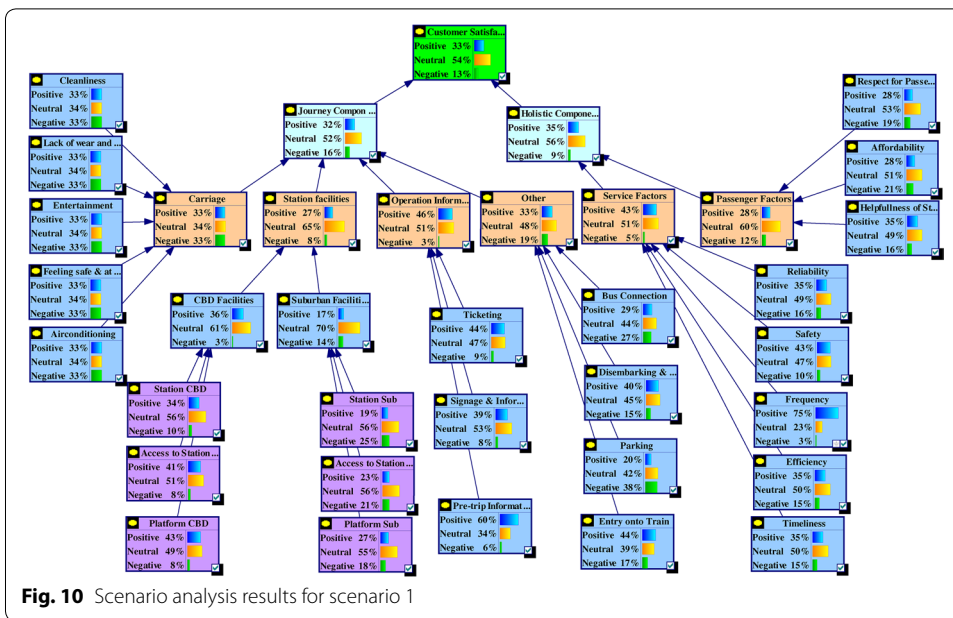 Customer Satisfa...
Positive 33%
Neutral 54%
Negative 13%
Cleanliness
Positive 33%
Neutral 34%
Negative 33%
Journey Compon ...
Positive 32%
Neutral 52%
Negative 16%
Holistic Compone...
Positive 35%
Neutral 56%
Negative 9%
Respect for Passe...
Positive 28%
Neutral 53%
Negative 19%
Lack of wear and ...
Positive 33%
Neutral 34%
Negative 33%
Affordability
Positive 28%
Neutral 51%
Negative 21%
Entertainment
Positive 33%
Neutral 34%
Negative 33%
Carriage
Positive 33%
Neutral 34%
Negative 33%
Station facilities
Positive 27%
Neutral 65%
Negative 8%
Operation Inform...
Positive 46%
Neutral 51%
Negative 3%
Other
Positive 33%
Neutral 48%
Negative 19%
Service Factors
Positive 43%
Neutral 51%
Negative 5%
Passenger Factors
Positive 28%
Neutral 60%
Negative 12%
Helpfullness of St...
Positive 35%
Neutral 49%
Negative 16%
Feeling safe & at ...
Positive 33%
Neutral 34%
Negative 33%
Reliability
Positive 35%
Neutral 49%
Negative 16%
Airconditioning
Positive 33%
Neutral 34%
Negative 33%
CBD Facilities
Positive 36%
Neutral 61%
Negative 3%
Suburban Faciliti...
Positive 17%
Neutral 70%
Negative 14%
Ticketing
Positive 44%
Neutral 47%
Negative 9%
Bus Connection
Positive 29%
Neutral 44%
Negative 27%
Safety
Positive 43%
Neutral 47%
Negative 10%
Station CBD
Positive 34%
Neutral 56%
Negative 10%
Station Sub
Positive 19%
Neutral 56%
Negative 25%
Signage & Infor...
Positive 39%
Neutral 53%
Negative 8%
Disembarking & ...
Positive 40%
Neutral 45%
Negative 15%
Frequency
Positive 75%
Neutral 23%
Negative 3%
Access to Station ...
Positive 41%
Neutral 51%
Negative 8%
Access to Station ...
Positive 23%
Neutral 56%
Negative 21%
Parking
Positive 20%
Neutral 42%
Negative 38%
Efficiency
Positive 35%
Neutral 50%
Negative 15%
Platform CBD
Positive 43%
Neutral 49%
Negative 8%
Platform Sub
Positive 27%
Neutral 55%
Negative 18%
Pre-trip Informat...
Positive 60%
Neutral 34%
Negative 6%
Entry onto Train
Positive 44%
Neutral 39%
Negative 17%
Timeliness
Positive 35%
Neutral 50%
Negative 15%
Fig. 10 Scenario analysis results for scenario 1